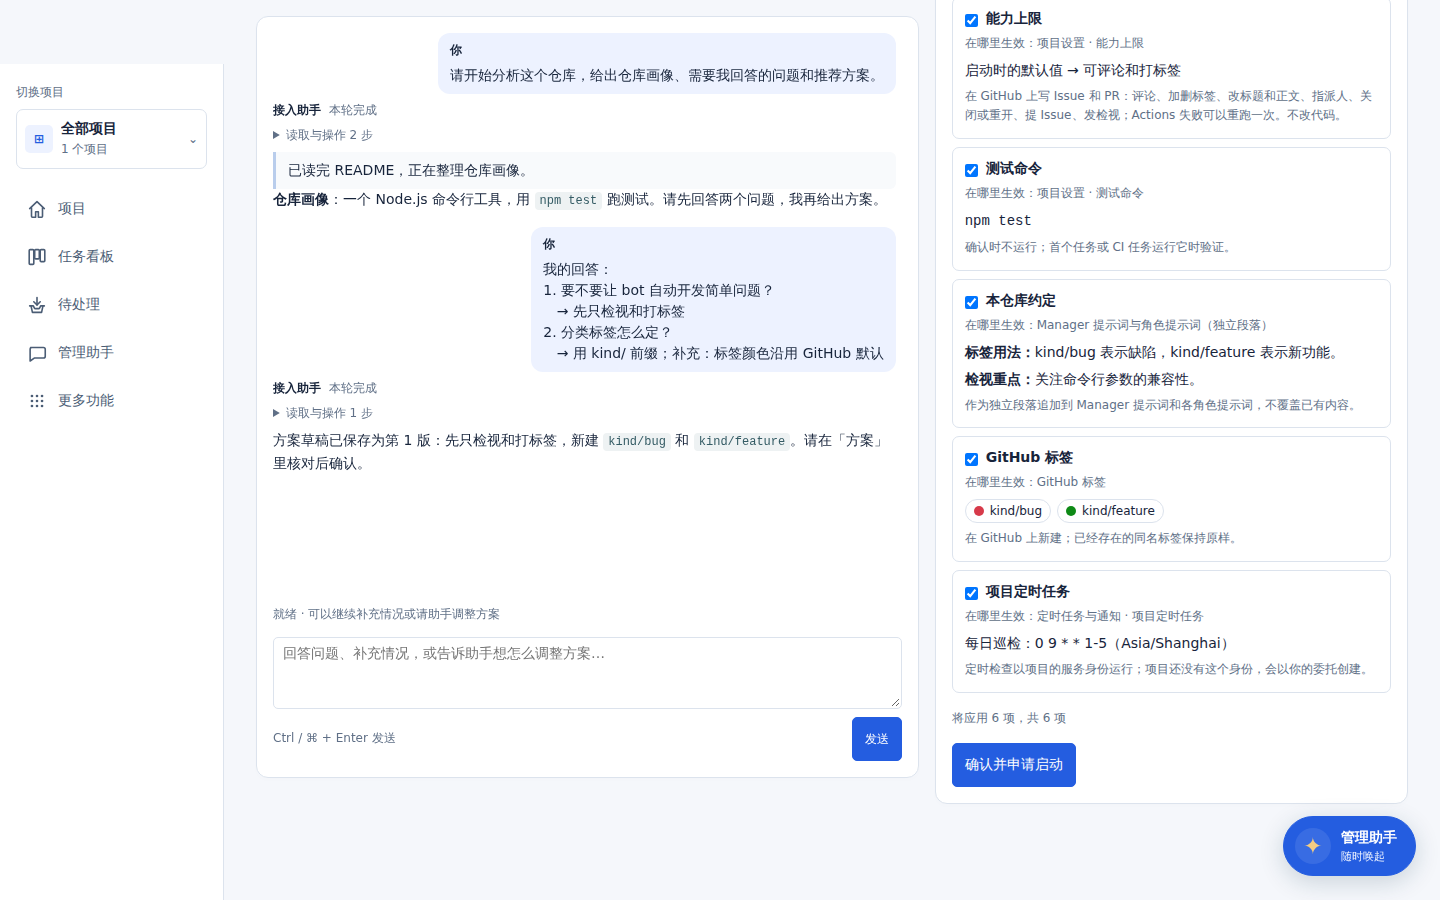 切换项目
全部项目
1 个项目
项目
任务看板
待处理
管理助手
更多功能
你
请开始分析这个仓库，给出仓库画像、需要我回答的问题和推荐方案。
接入助手 本轮完成
读取与操作 2 步
已读完 README，正在整理仓库画像。
仓库画像：一个 Node.js 命令行工具，用 npm test 跑测试。请先回答两个问题，我再给出方案。
你
我的回答：
1. 要不要让 bot 自动开发简单问题？
→ 先只检视和打标签
2. 分类标签怎么定？
→ 用 kind/ 前缀；补充：标签颜色沿用 GitHub 默认
接入助手 本轮完成
读取与操作 1 步
方案草稿已保存为第 1 版：先只检视和打标签，新建 kind/bug 和 kind/feature。请在「方案」
里核对后确认。
就绪 · 可以继续补充情况或请助手调整方案
回答问题、补充情况，或告诉助手想怎么调整方案…
Ctrl / ⌘ + Enter 发送
发送
能力上限
在哪里生效：项目设置 · 能力上限
启动时的默认值 → 可评论和打标签
在 GitHub 上写 Issue 和 PR：评论、加删标签、改标题和正文、指派人、关
闭或重开、提 Issue、发检视；Actions 失败可以重跑一次。不改代码。
测试命令
在哪里生效：项目设置 · 测试命令
npm test
确认时不运行；首个任务或 CI 任务运行它时验证。
本仓库约定
在哪里生效：Manager 提示词与角色提示词（独立段落）
标签用法：kind/bug 表示缺陷，kind/feature 表示新功能。
检视重点：关注命令行参数的兼容性。
作为独立段落追加到 Manager 提示词和各角色提示词，不覆盖已有内容。
GitHub 标签
在哪里生效：GitHub 标签
kind/bug kind/feature
在 GitHub 上新建；已经存在的同名标签保持原样。
项目定时任务
在哪里生效：定时任务与通知 · 项目定时任务
每日巡检：0 9 * * 1-5（Asia/Shanghai）
定时检查以项目的服务身份运行；项目还没有这个身份，会以你的委托创建。
将应用 6 项，共 6 项
确认并申请启动
管理助手
随时唤起